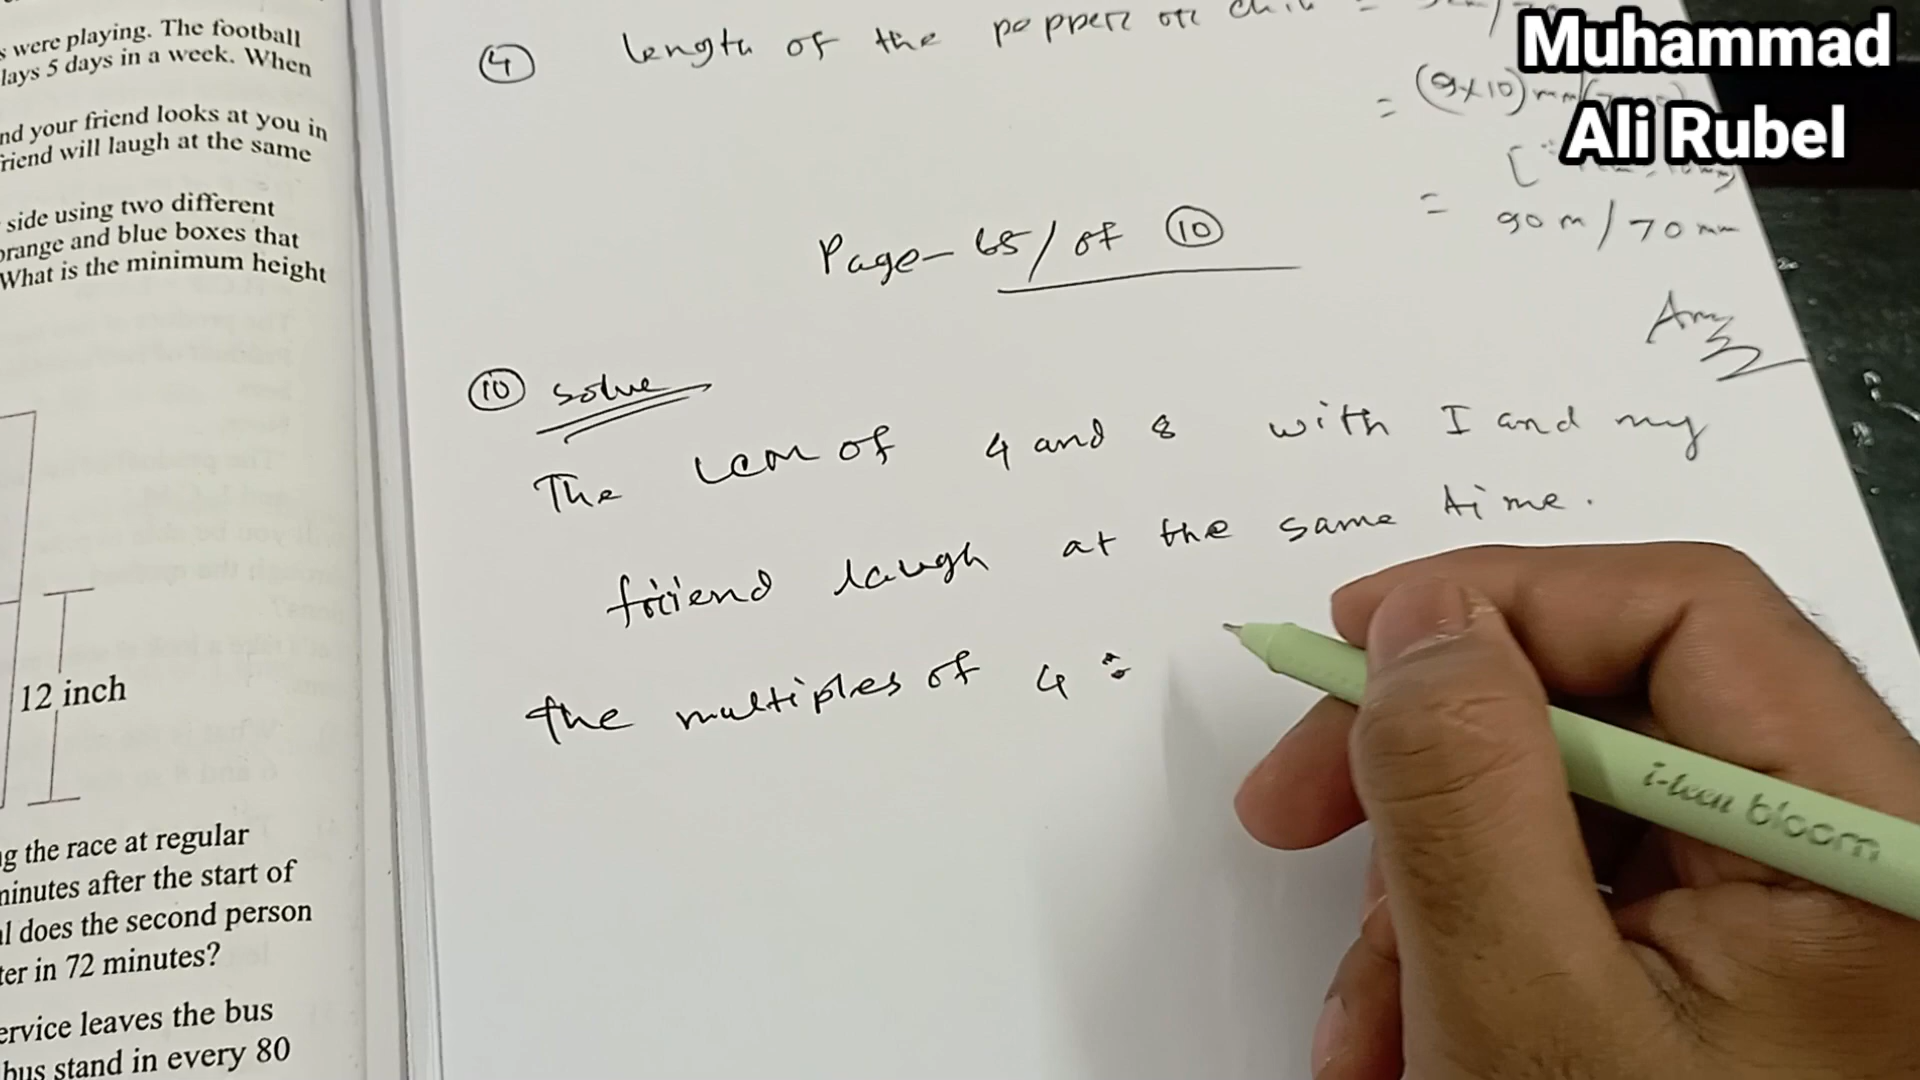 s were playing. The football
lays 5 days in a week. When
nd your friend looks at you in
riend will laugh at the same
side using two different
orange and blue boxes that
What is the minimum height
12 inch
g the race at regular
minutes after the start of
l does the second person
ter in 72 minutes?
ervice leaves the bus
bus stand in every 80
④ length of the
= (9×10)mm
= 90m/70mm
Ans
Page-65/of ⑩
⑩ solve
The LCM of 4 and 8 with I and my
friend laugh at the same time.
the multiples of 4 :
Muhammad
Ali Rubel
i-teen bloom